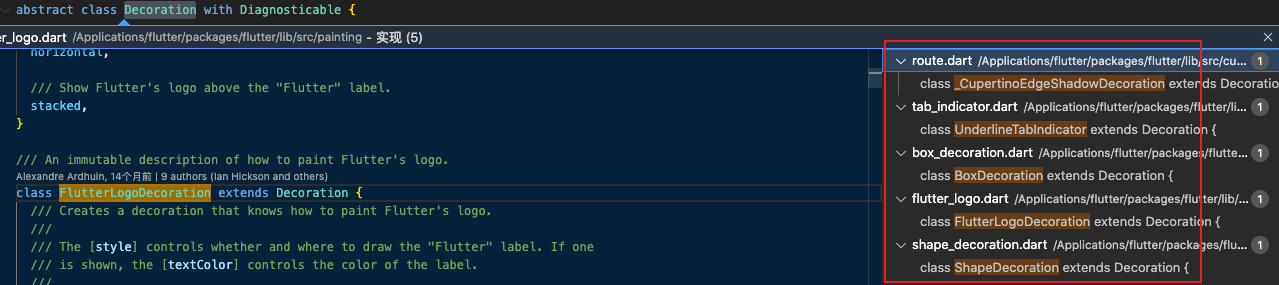 abstract class Decoration with Diagnosticable {
er_logo.dart /Applications/flutter/packages/flutter/lib/src/painting - 实现 (5)
horizontal,
/// Show Flutter's logo above the "Flutter" label.
stacked,
}
/// An immutable description of how to paint Flutter's logo.
Alexandre Ardhuin, 14个月前 | 9 authors (Ian Hickson and others)
class FlutterLogoDecoration extends Decoration {
/// Creates a decoration that knows how to paint Flutter's logo.
///
/// The [style] controls whether and where to draw the "Flutter" label. If one
/// is shown, the [textColor] controls the color of the label.
///
route.dart /Applications/flutter/packages/flutter/lib/src/cu... 1
class _CupertinoEdgeShadowDecoration extends Decoratio
tab_indicator.dart /Applications/flutter/packages/flutter/li... 1
class UnderlineTabIndicator extends Decoration {
box_decoration.dart /Applications/flutter/packages/flutte... 1
class BoxDecoration extends Decoration {
flutter_logo.dart /Applications/flutter/packages/flutter/lib/... 1
class FlutterLogoDecoration extends Decoration {
shape_decoration.dart /Applications/flutter/packages/flu... 1
class ShapeDecoration extends Decoration {